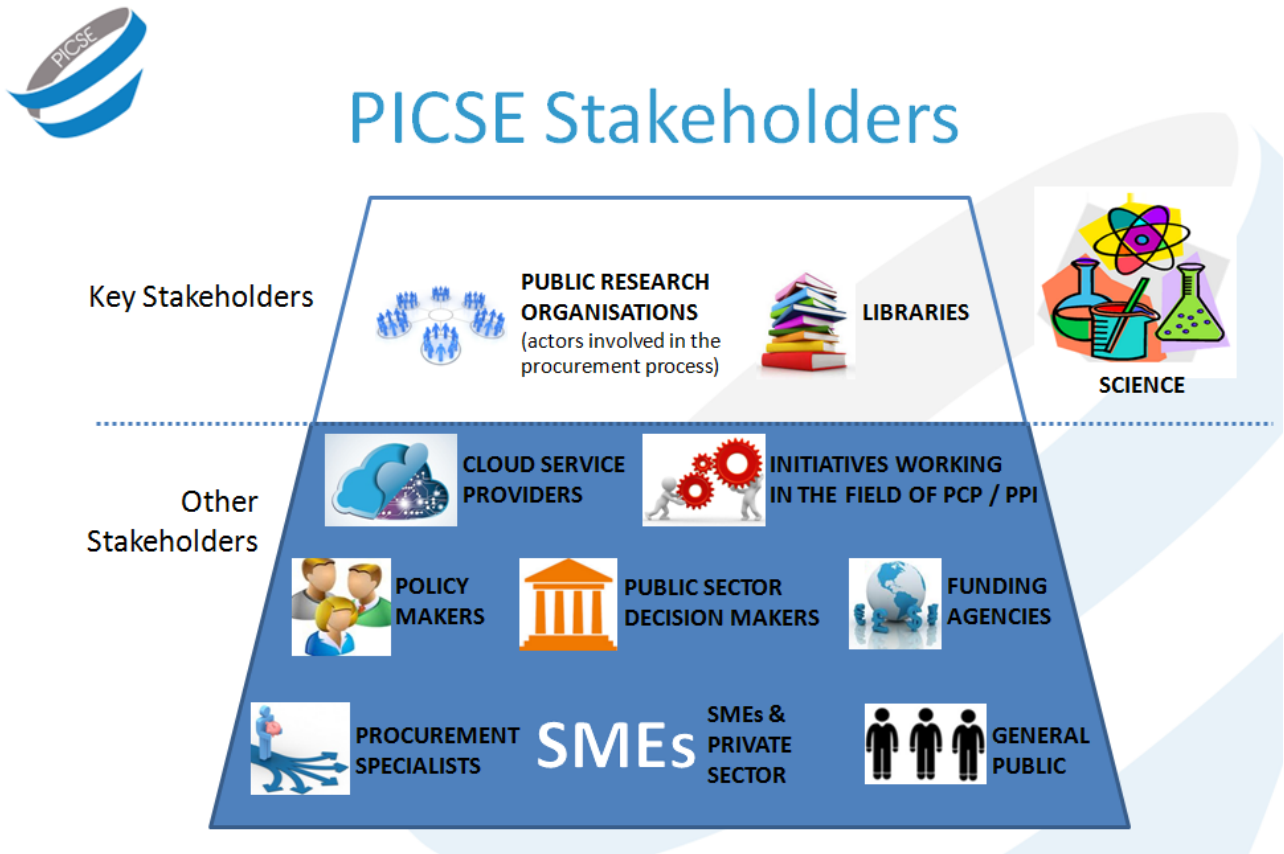 PICSE
PICSE Stakeholders
Key Stakeholders
PUBLIC RESEARCH
ORGANISATIONS
(actors involved in the
procurement process)
LIBRARIES
SCIENCE
Other
Stakeholders
CLOUD SERVICE
PROVIDERS
INITIATIVES WORKING
IN THE FIELD OF PCP / PPI
POLICY
MAKERS
PUBLIC SECTOR
DECISION MAKERS
FUNDING
AGENCIES
PROCUREMENT
SPECIALISTS
SMEs
SMEs &
PRIVATE
SECTOR
GENERAL
PUBLIC